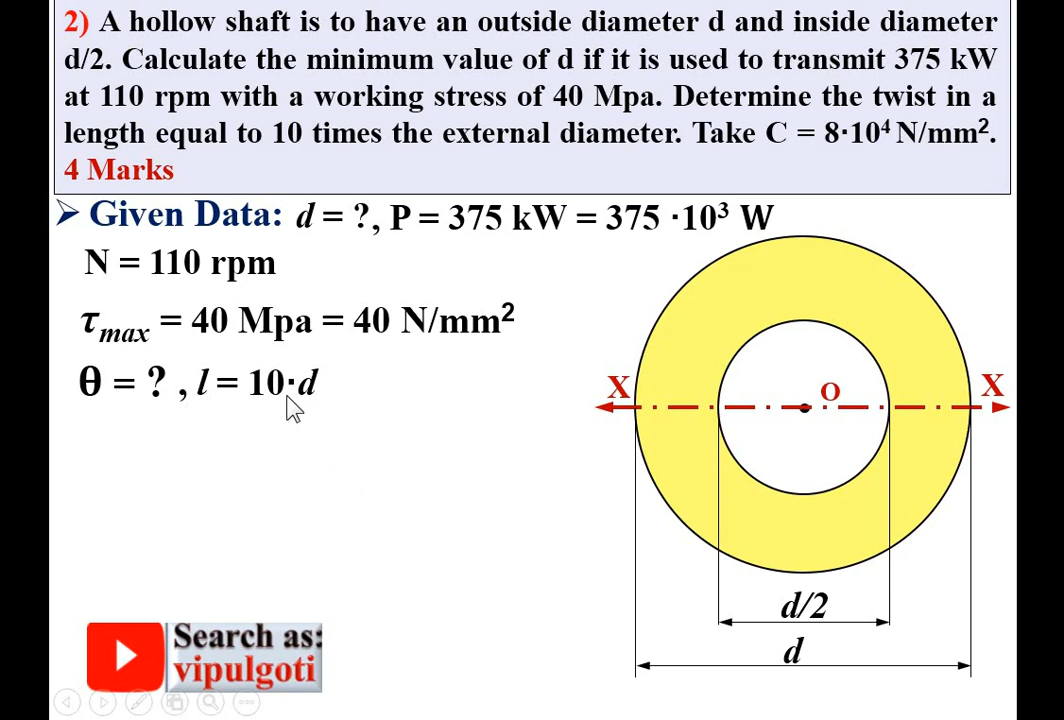 2) A hollow shaft is to have an outside diameter d and inside diameter
d/2. Calculate the minimum value of d if it is used to transmit 375 kW
at 110 rpm with a working stress of 40 Mpa. Determine the twist in a
length equal to 10 times the external diameter. Take C = 8·10⁴ N/mm².
4 Marks
➢ Given Data: d = ?, P = 375 kW = 375 ·10³ W
N = 110 rpm
τmax = 40 Mpa = 40 N/mm²
θ = ? , l = 10·d
X O X
d/2
d
Search as:
vipulgoti